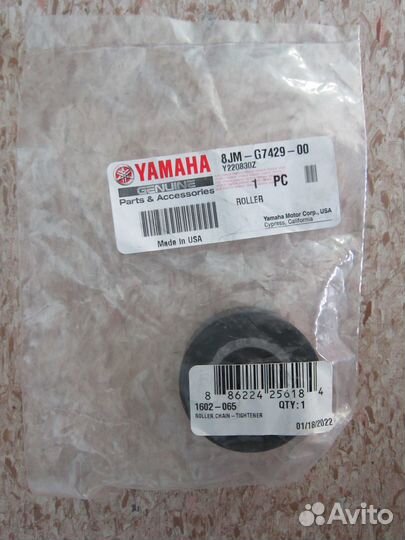 YAMAHA
GENUINE
Parts & Accessories
Made In USA
8JM-G7429-00
Y220830Z
1 PC
ROLLER
Yamaha Motor Corp., USA
Cypress, California
8 86224 25618 4
1602-065 QTY:1
ROLLER,CHAIN-TIGHTENER
01/18/2022
Avito